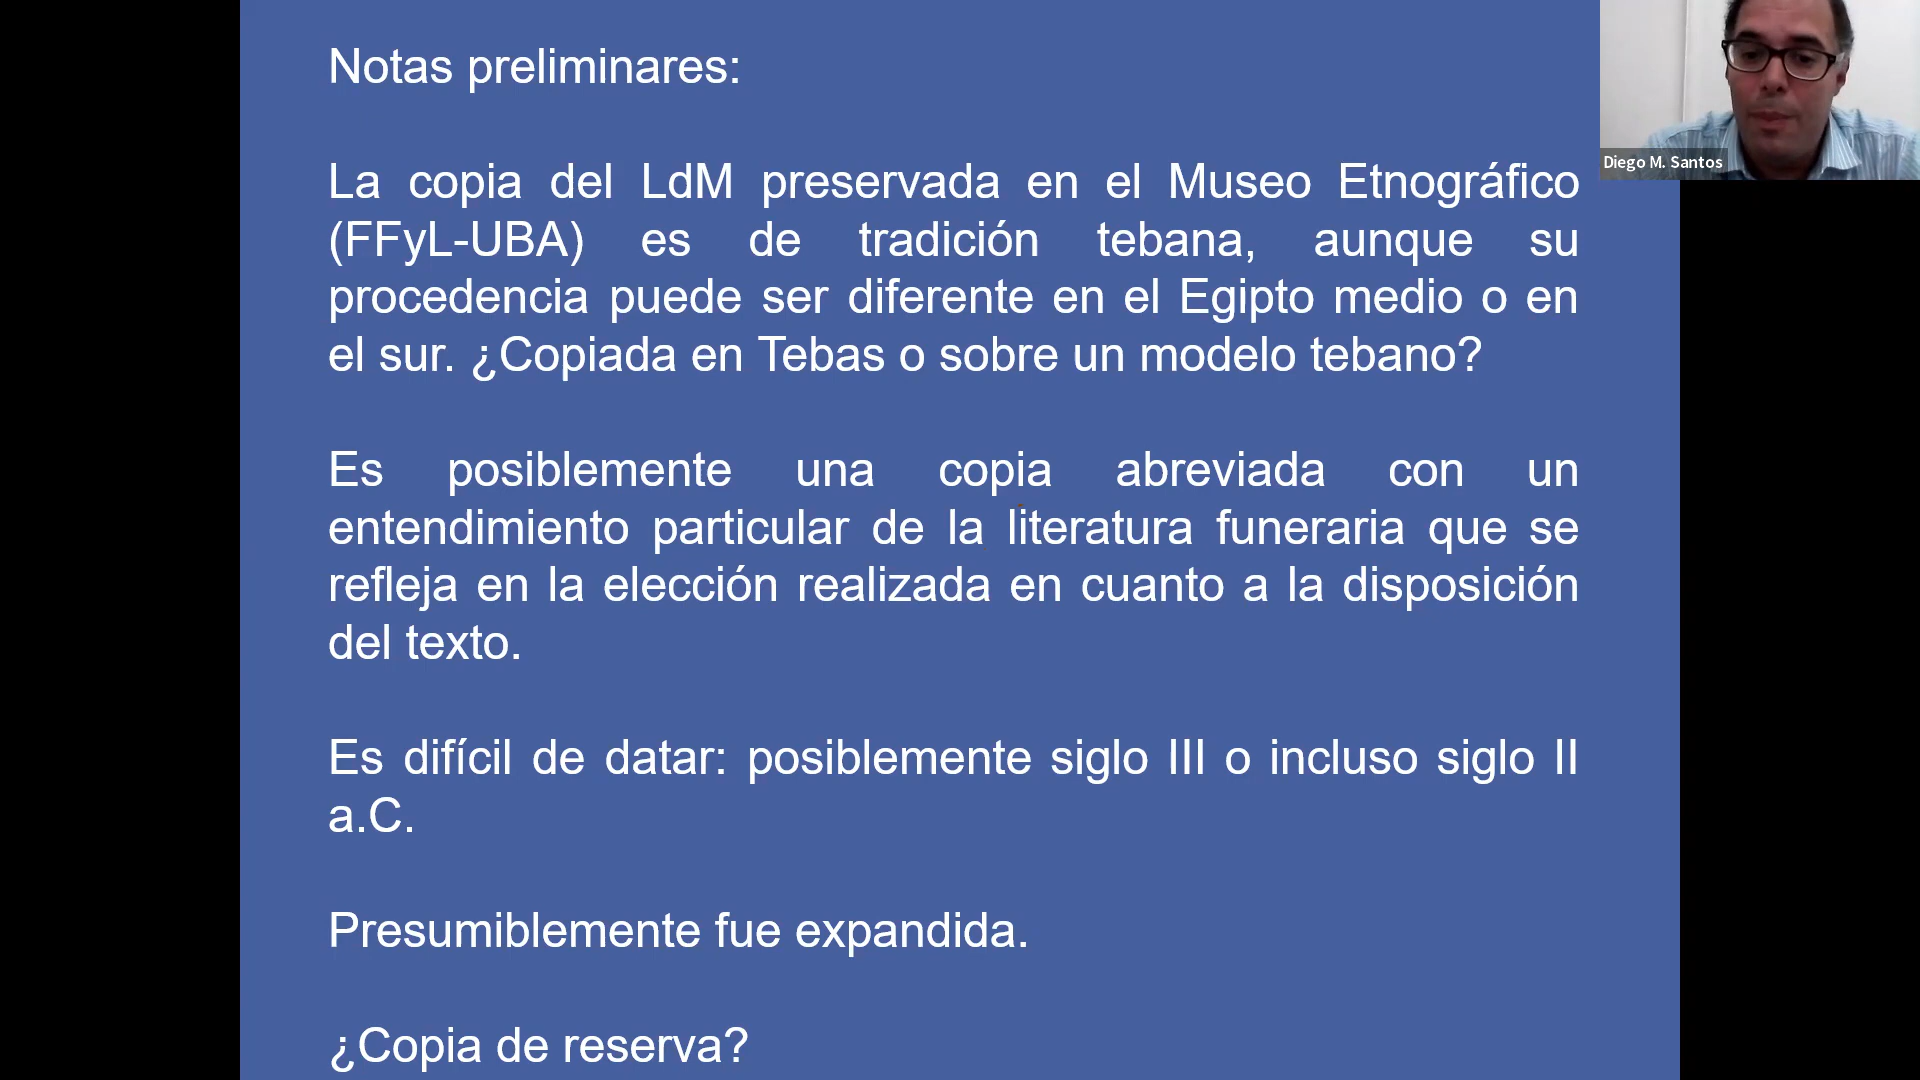 Notas preliminares:
La copia del LdM preservada en el Museo Etnográfico
(FFyL-UBA) es de tradición tebana, aunque su
procedencia puede ser diferente en el Egipto medio o en
el sur. ¿Copiada en Tebas o sobre un modelo tebano?
Es posiblemente una copia abreviada con un
entendimiento particular de la literatura funeraria que se
refleja en la elección realizada en cuanto a la disposición
del texto.
Es difícil de datar: posiblemente siglo III o incluso siglo II
a.C.
Presumiblemente fue expandida.
¿Copia de reserva?
Diego M. Santos